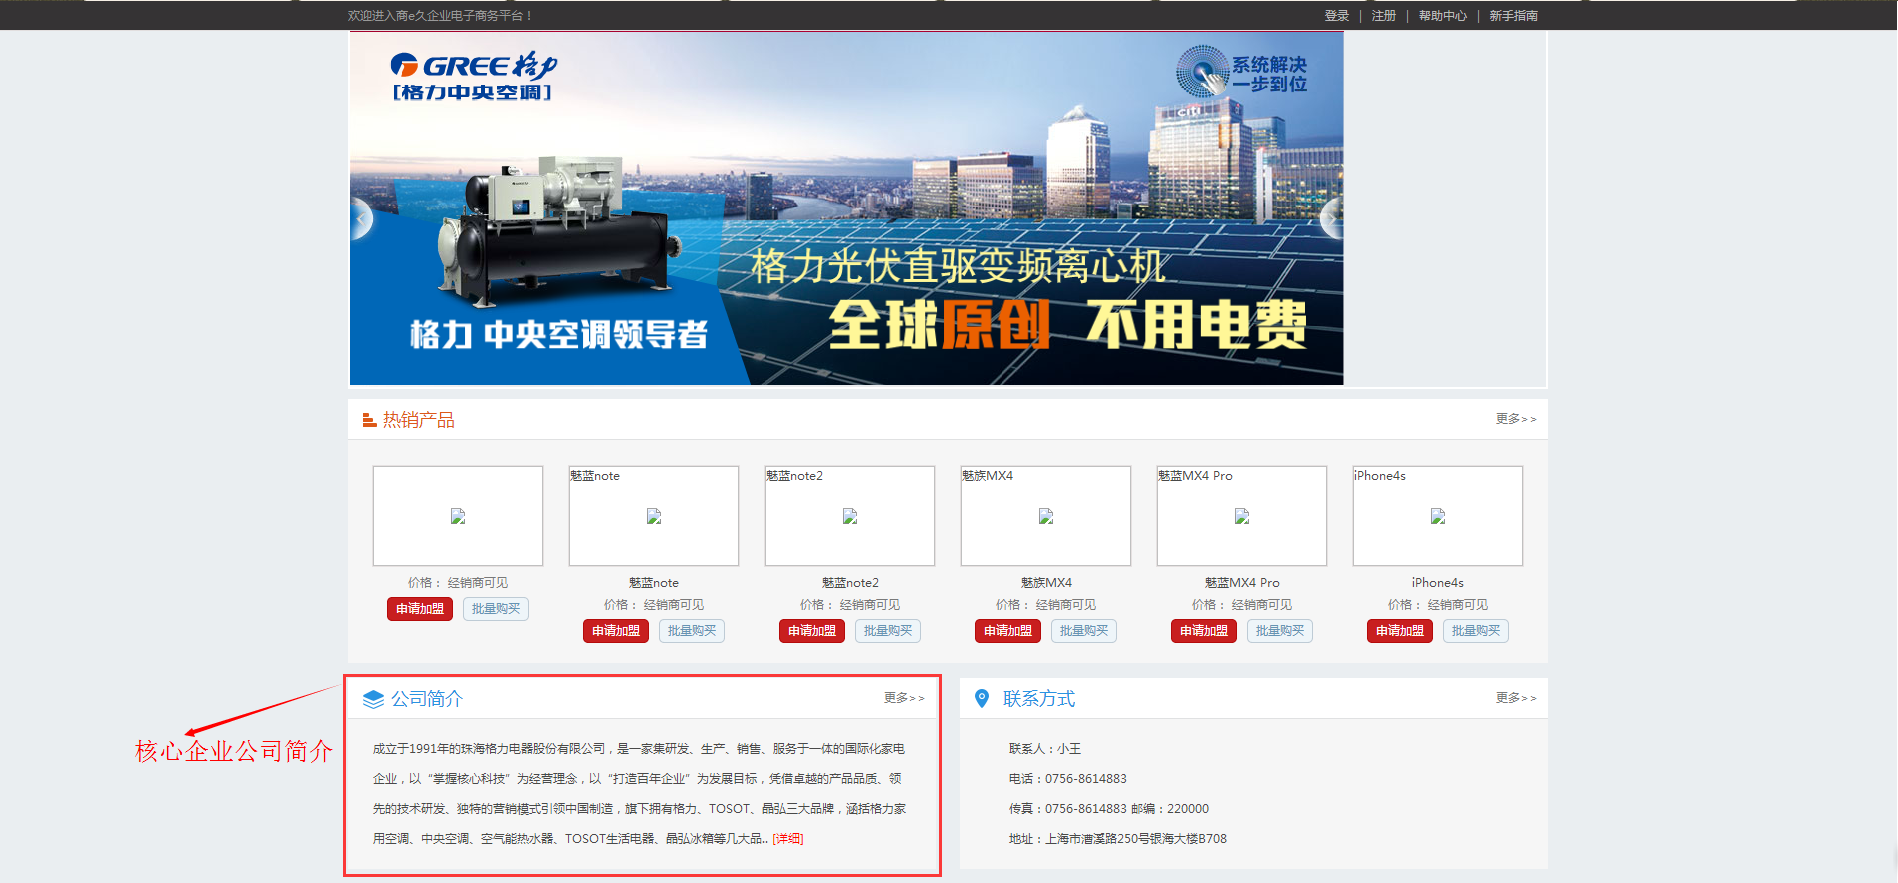 欢迎进入商e久企业电子商务平台！
登录 | 注册 | 帮助中心 | 新手指南
GREE 格力
[格力中央空调]
系统解决
一步到位
CITI
格力光伏直驱变频离心机
全球原创 不用电费
格力 中央空调领导者
热销产品 更多>>
魅蓝note 魅蓝note2 魅族MX4 魅蓝MX4 Pro iPhone4s
魅蓝note 魅蓝note2 魅族MX4 魅蓝MX4 Pro iPhone4s
价格： 经销商可见 价格： 经销商可见 价格： 经销商可见 价格： 经销商可见 价格： 经销商可见 价格： 经销商可见
申请加盟 批量购买 申请加盟 批量购买 申请加盟 批量购买 申请加盟 批量购买 申请加盟 批量购买 申请加盟 批量购买
核心企业公司简介
公司简介 更多>>
成立于1991年的珠海格力电器股份有限公司，是一家集研发、生产、销售、服务于一体的国际化家电
企业，以“掌握核心科技”为经营理念，以“打造百年企业”为发展目标，凭借卓越的产品品质、领
先的技术研发、独特的营销模式引领中国制造，旗下拥有格力、TOSOT、晶弘三大品牌，涵括格力家
用空调、中央空调、空气能热水器、TOSOT生活电器、晶弘冰箱等几大品.. [详细]
联系方式 更多>>
联系人：小王
电话：0756-8614883
传真：0756-8614883 邮编：220000
地址：上海市漕溪路250号银海大楼B708